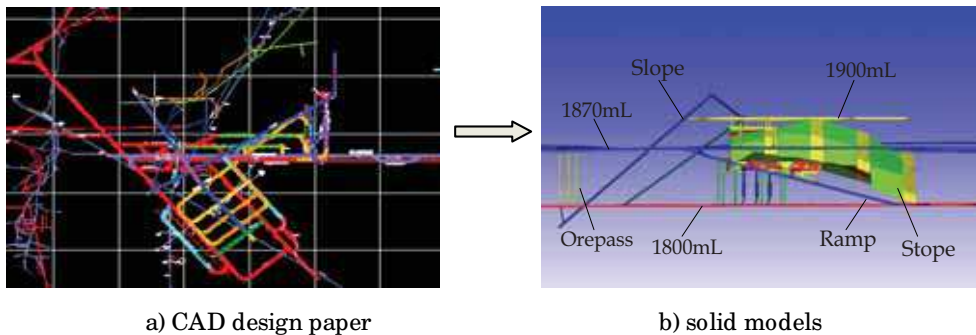 Slope
1900mL
1870mL
Orepass
1800mL
Ramp
Stope
a) CAD design paper
b) solid models